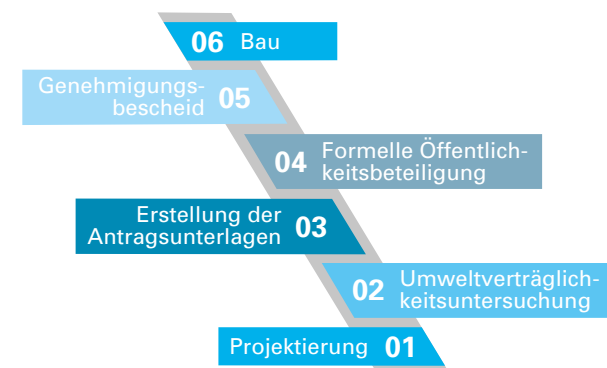 06 Bau
Genehmigungs-
bescheid 05
04 Formelle Öffentlich-
keitsbeteiligung
Erstellung der
Antragsunterlagen 03
02 Umweltverträglich-
keitsuntersuchung
Projektierung 01